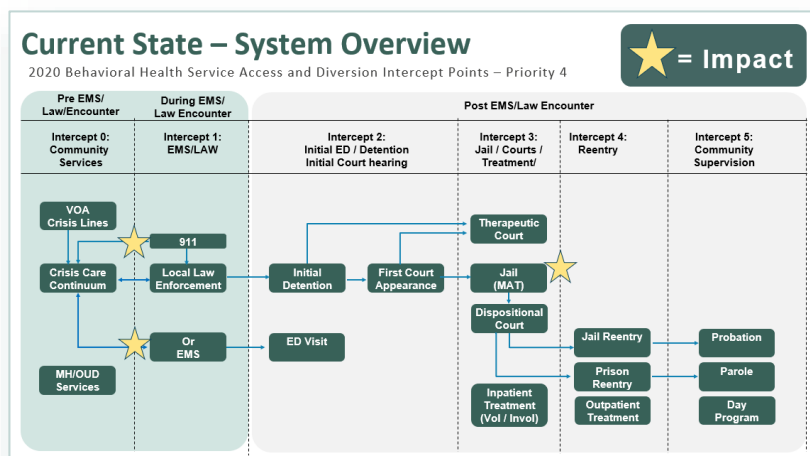 Current State – System Overview
2020 Behavioral Health Service Access and Diversion Intercept Points – Priority 4
= Impact
Pre EMS/
Law/Encounter
During EMS/
Law Encounter
Post EMS/Law Encounter
Intercept 0:
Community
Services
Intercept 1:
EMS/LAW
Intercept 2:
Initial ED / Detention
Initial Court hearing
Intercept 3:
Jail / Courts /
Treatment/
Intercept 4:
Reentry
Intercept 5:
Community
Supervision
VOA
Crisis Lines
911
Therapeutic
Court
Crisis Care
Continuum
Local Law
Enforcement
Initial
Detention
First Court
Appearance
Jail
(MAT)
Dispositional
Court
Or
EMS
ED Visit
Jail Reentry
Probation
MH/OUD
Services
Prison
Reentry
Parole
Inpatient
Treatment
(Vol / Invol)
Outpatient
Treatment
Day
Program